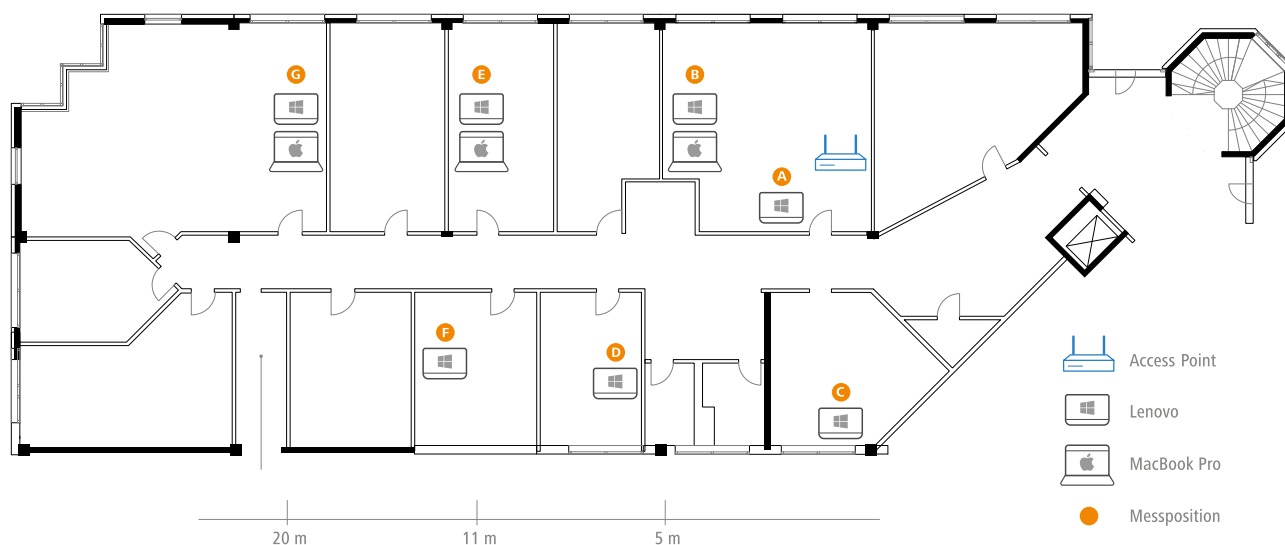 G
E
B
A
F
D
C
Access Point
Lenovo
MacBook Pro
Messposition
20 m
11 m
5 m